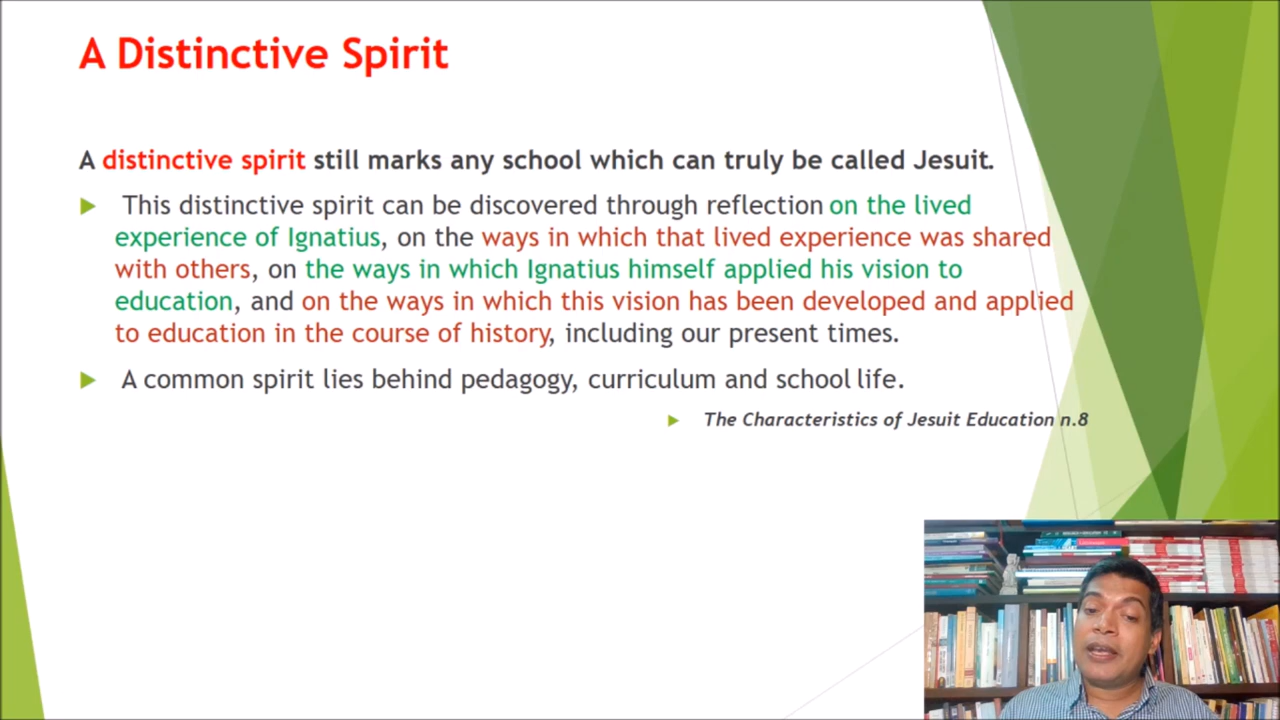 A Distinctive Spirit
A distinctive spirit still marks any school which can truly be called Jesuit.
This distinctive spirit can be discovered through reflection on the lived
experience of Ignatius, on the ways in which that lived experience was shared
with others, on the ways in which Ignatius himself applied his vision to
education, and on the ways in which this vision has been developed and applied
to education in the course of history, including our present times.
A common spirit lies behind pedagogy, curriculum and school life.
The Characteristics of Jesuit Education n.8